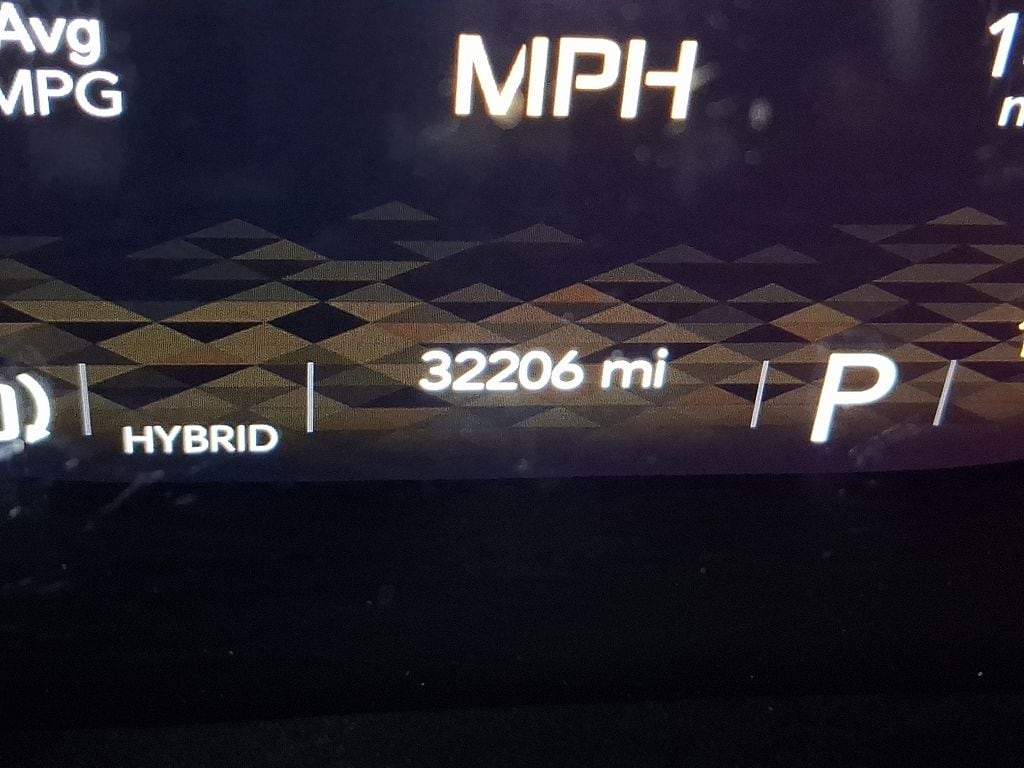 Avg
MPG
MPH
32206 mi
P
HYBRID